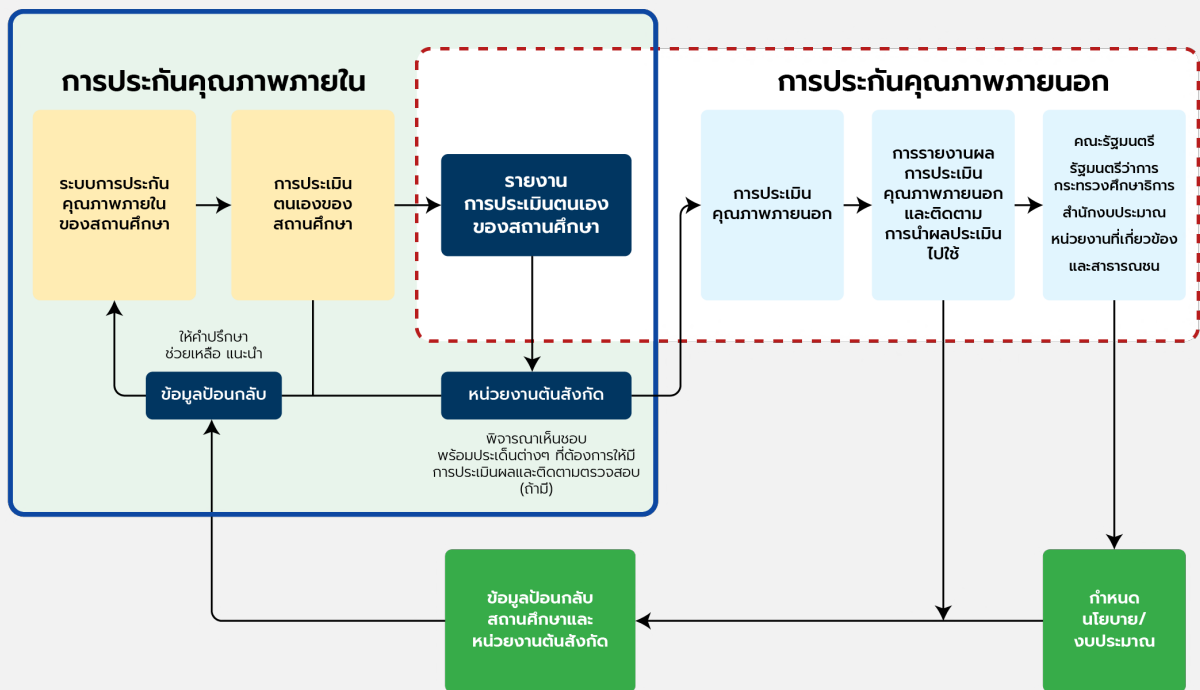 การประกันคุณภาพภายใน
การประกันคุณภาพภายนอก
ระบบการประกัน
คุณภาพภายใน
ของสถานศึกษา
การประเมิน
ตนเองของ
สถานศึกษา
รายงาน
การประเมินตนเอง
ของสถานศึกษา
การประเมิน
คุณภาพภายนอก
การรายงานผล
การประเมิน
คุณภาพภายนอก
และติดตาม
การนำผลประเมิน
ไปใช้
คณะรัฐมนตรี
รัฐมนตรีว่าการ
กระทรวงศึกษาธิการ
สำนักงบประมาณ
หน่วยงานที่เกี่ยวข้อง
และสาธารณชน
ให้คำปรึกษา
ช่วยเหลือ แนะนำ
ข้อมูลป้อนกลับ
หน่วยงานต้นสังกัด
พิจารณาเห็นชอบ
พร้อมประเด็นต่างๆ ที่ต้องการให้มี
การประเมินผลและติดตามตรวจสอบ
(ถ้ามี)
ข้อมูลป้อนกลับ
สถานศึกษาและ
หน่วยงานต้นสังกัด
กำหนด
นโยบาย/
งบประมาณ